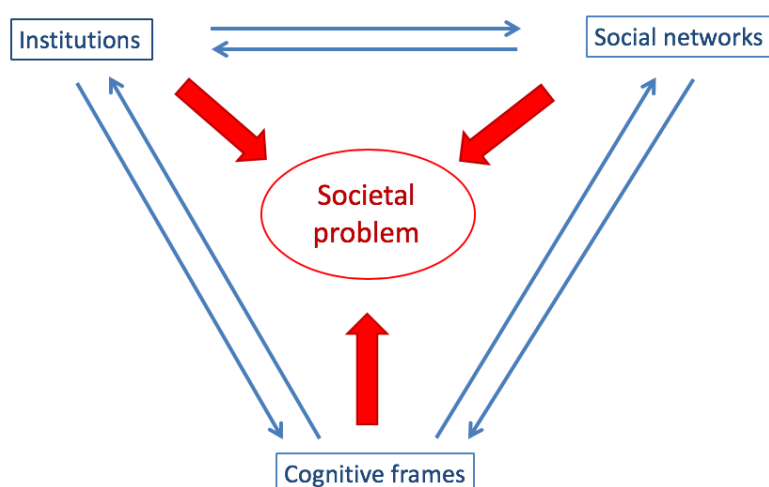 Institutions
Social networks
Societal
problem
Cognitive frames